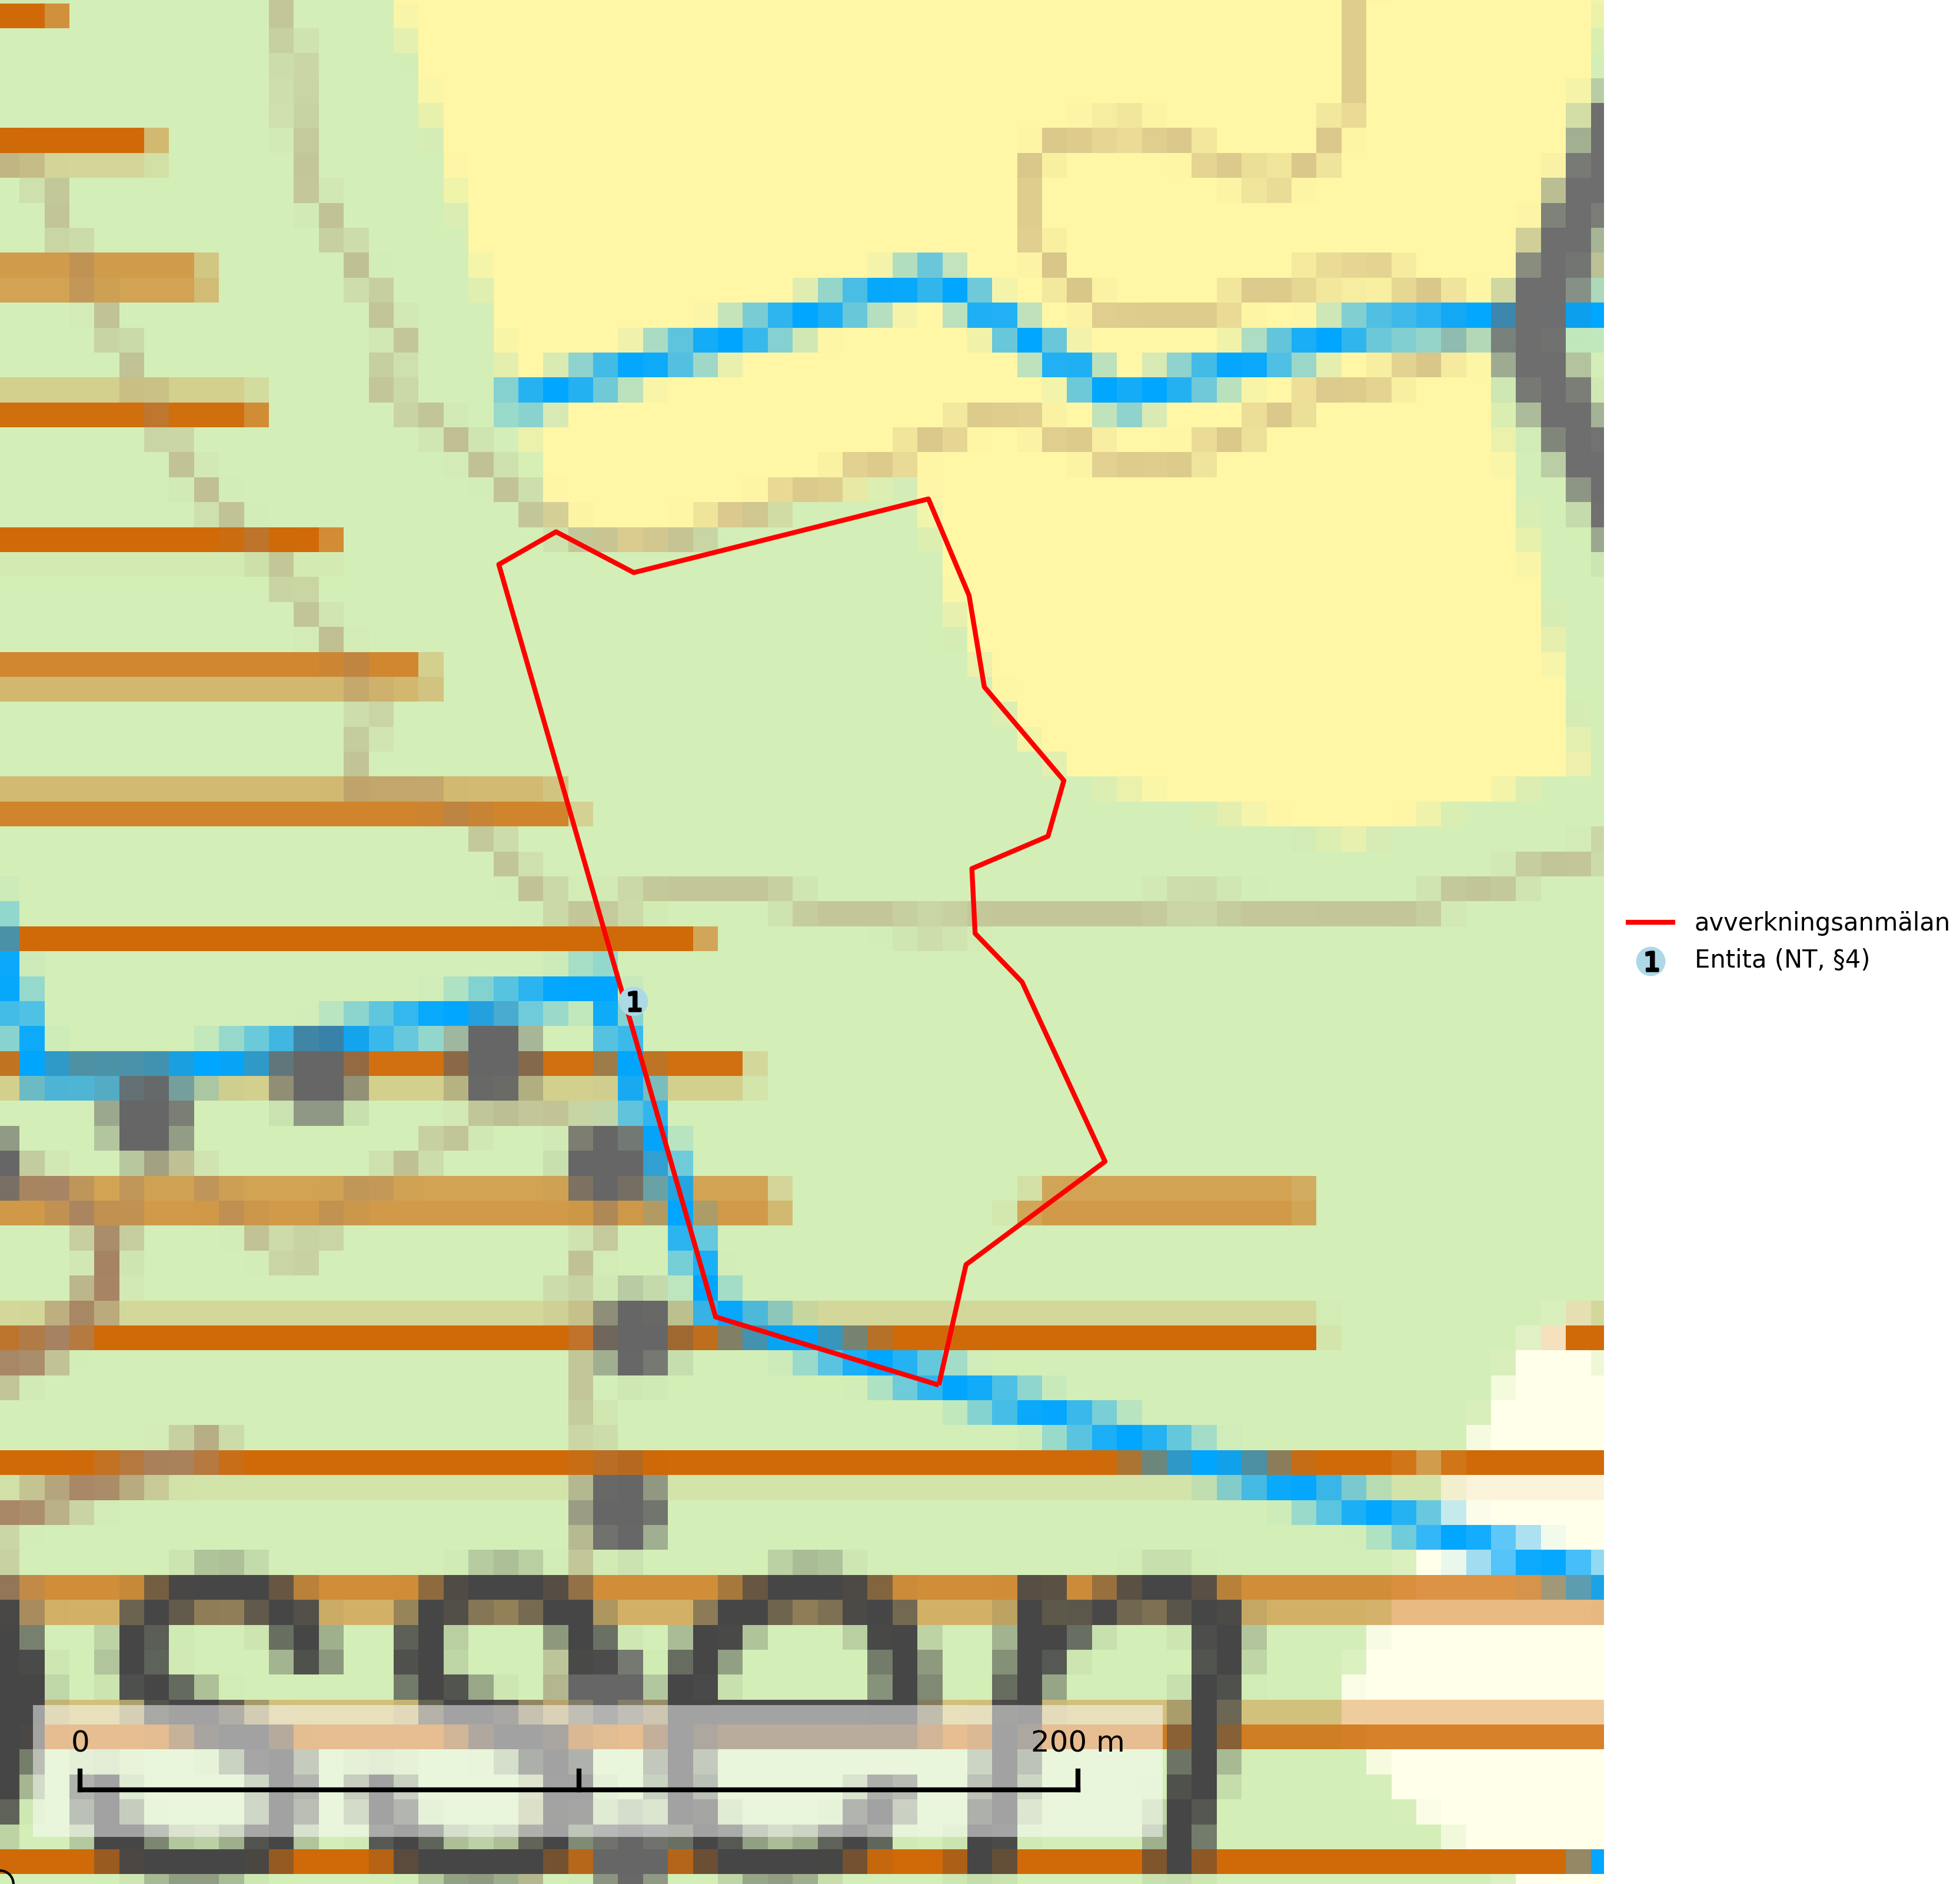 1
avverkningsanmälan
1 Entita (NT, §4)
0 200 m